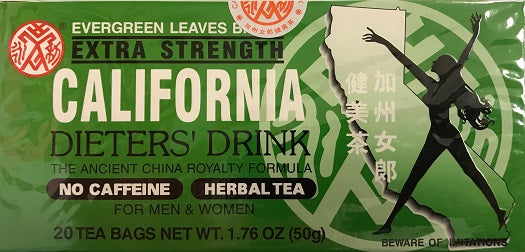 EVERGREEN LEAVES B
EXTRA STRENGTH
CALIFORNIA
DIETERS' DRINK
THE ANCIENT CHINA ROYALTY FORMULA
NO CAFFEINE HERBAL TEA
FOR MEN & WOMEN
20 TEA BAGS NET WT. 1.76 OZ. (50g)
加州女郎
健美茶
BEWARE OF IMITATIONS